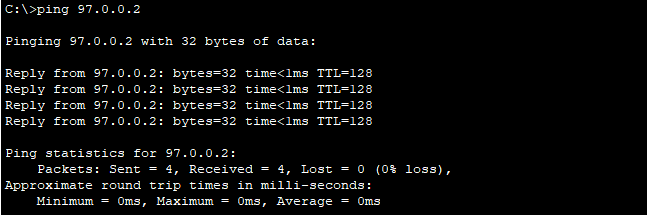 C:\>ping 97.0.0.2
Pinging 97.0.0.2 with 32 bytes of data:
Reply from 97.0.0.2: bytes=32 time<1ms TTL=128
Reply from 97.0.0.2: bytes=32 time<1ms TTL=128
Reply from 97.0.0.2: bytes=32 time<1ms TTL=128
Reply from 97.0.0.2: bytes=32 time<1ms TTL=128
Ping statistics for 97.0.0.2:
    Packets: Sent = 4, Received = 4, Lost = 0 (0% loss),
Approximate round trip times in milli-seconds:
    Minimum = 0ms, Maximum = 0ms, Average = 0ms